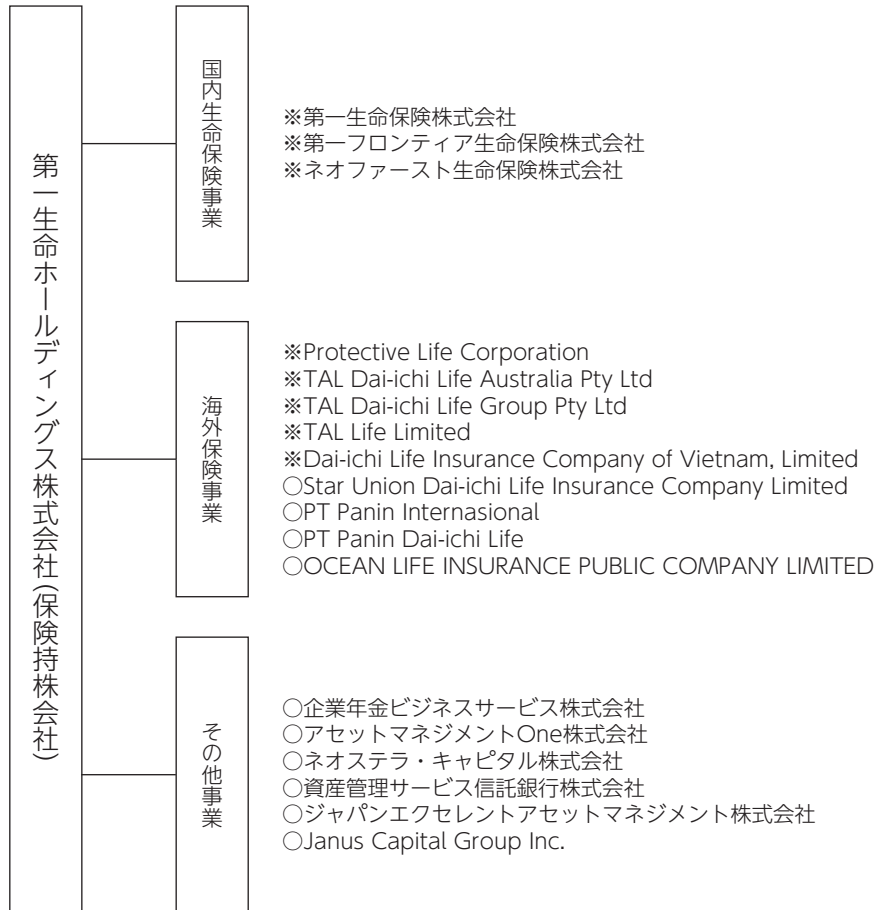 第一生命ホールディングス株式会社(保険持株会社)
国内生命保険事業
※第一生命保険株式会社
※第一フロンティア生命保険株式会社
※ネオファースト生命保険株式会社
海外保険事業
※Protective Life Corporation
※TAL Dai-ichi Life Australia Pty Ltd
※TAL Dai-ichi Life Group Pty Ltd
※TAL Life Limited
※Dai-ichi Life Insurance Company of Vietnam, Limited
○Star Union Dai-ichi Life Insurance Company Limited
○PT Panin Internasional
○PT Panin Dai-ichi Life
○OCEAN LIFE INSURANCE PUBLIC COMPANY LIMITED
その他事業
○企業年金ビジネスサービス株式会社
○アセットマネジメントOne株式会社
○ネオステラ・キャピタル株式会社
○資産管理サービス信託銀行株式会社
○ジャパンエクセレントアセットマネジメント株式会社
○Janus Capital Group Inc.